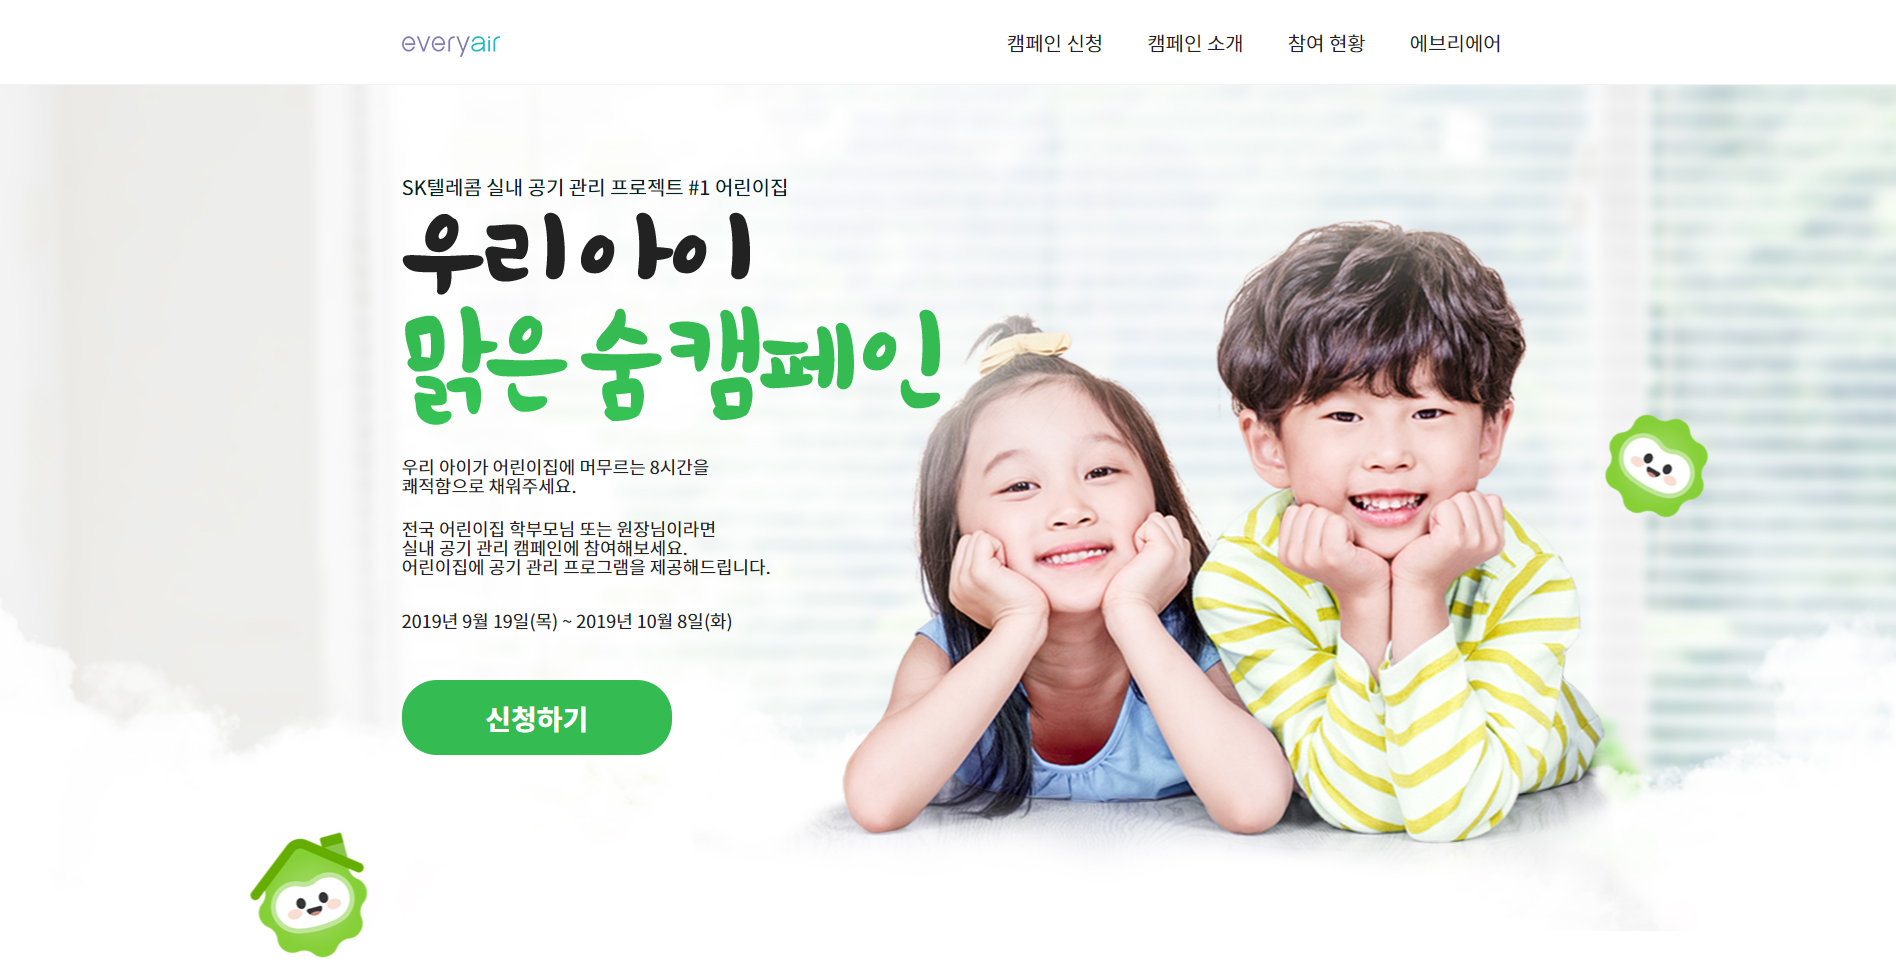 everyair
캠페인 신청
캠페인 소개
참여 현황
에브리에어
SK텔레콤 실내 공기 관리 프로젝트 #1 어린이집
우리아이
맑은 숨 캠페인
우리 아이가 어린이집에 머무르는 8시간을
쾌적함으로 채워주세요.
전국 어린이집 학부모님 또는 원장님이라면
실내 공기 관리 캠페인에 참여해보세요.
어린이집에 공기 관리 프로그램을 제공해드립니다.
2019년 9월 19일(목) ~ 2019년 10월 8일(화)
신청하기